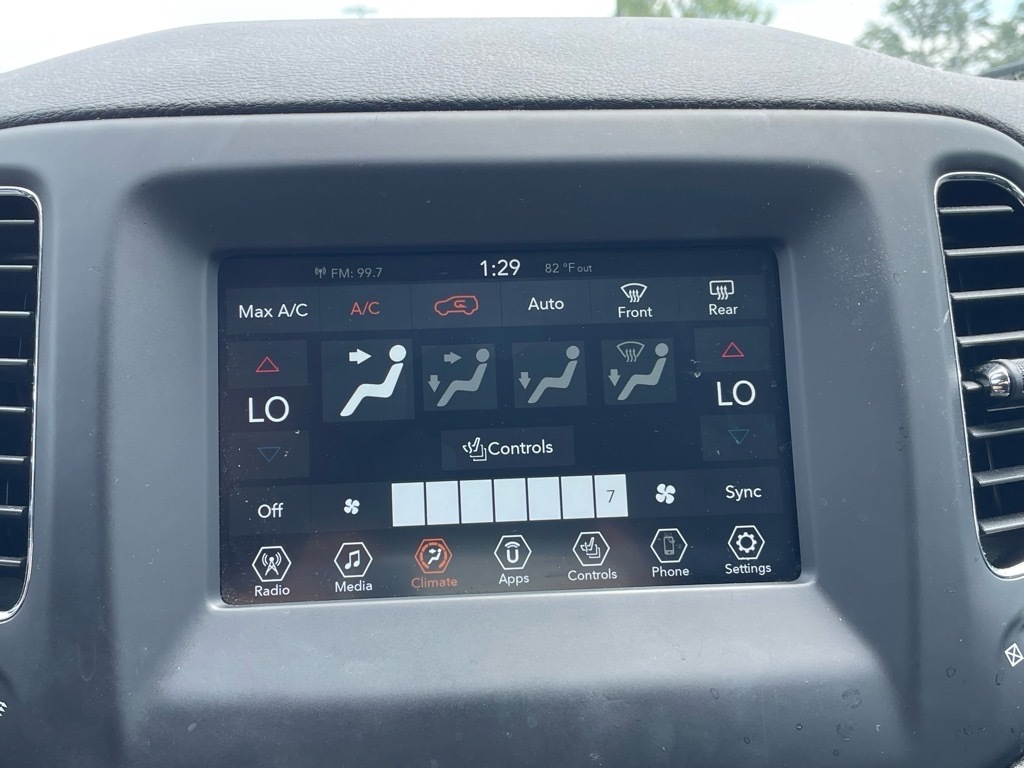 FM: 99.7 1:29 82 °F out
Max A/C A/C Auto Front Rear
LO LO
Controls
Off 7 Sync
Radio Media Climate Apps Controls Phone Settings